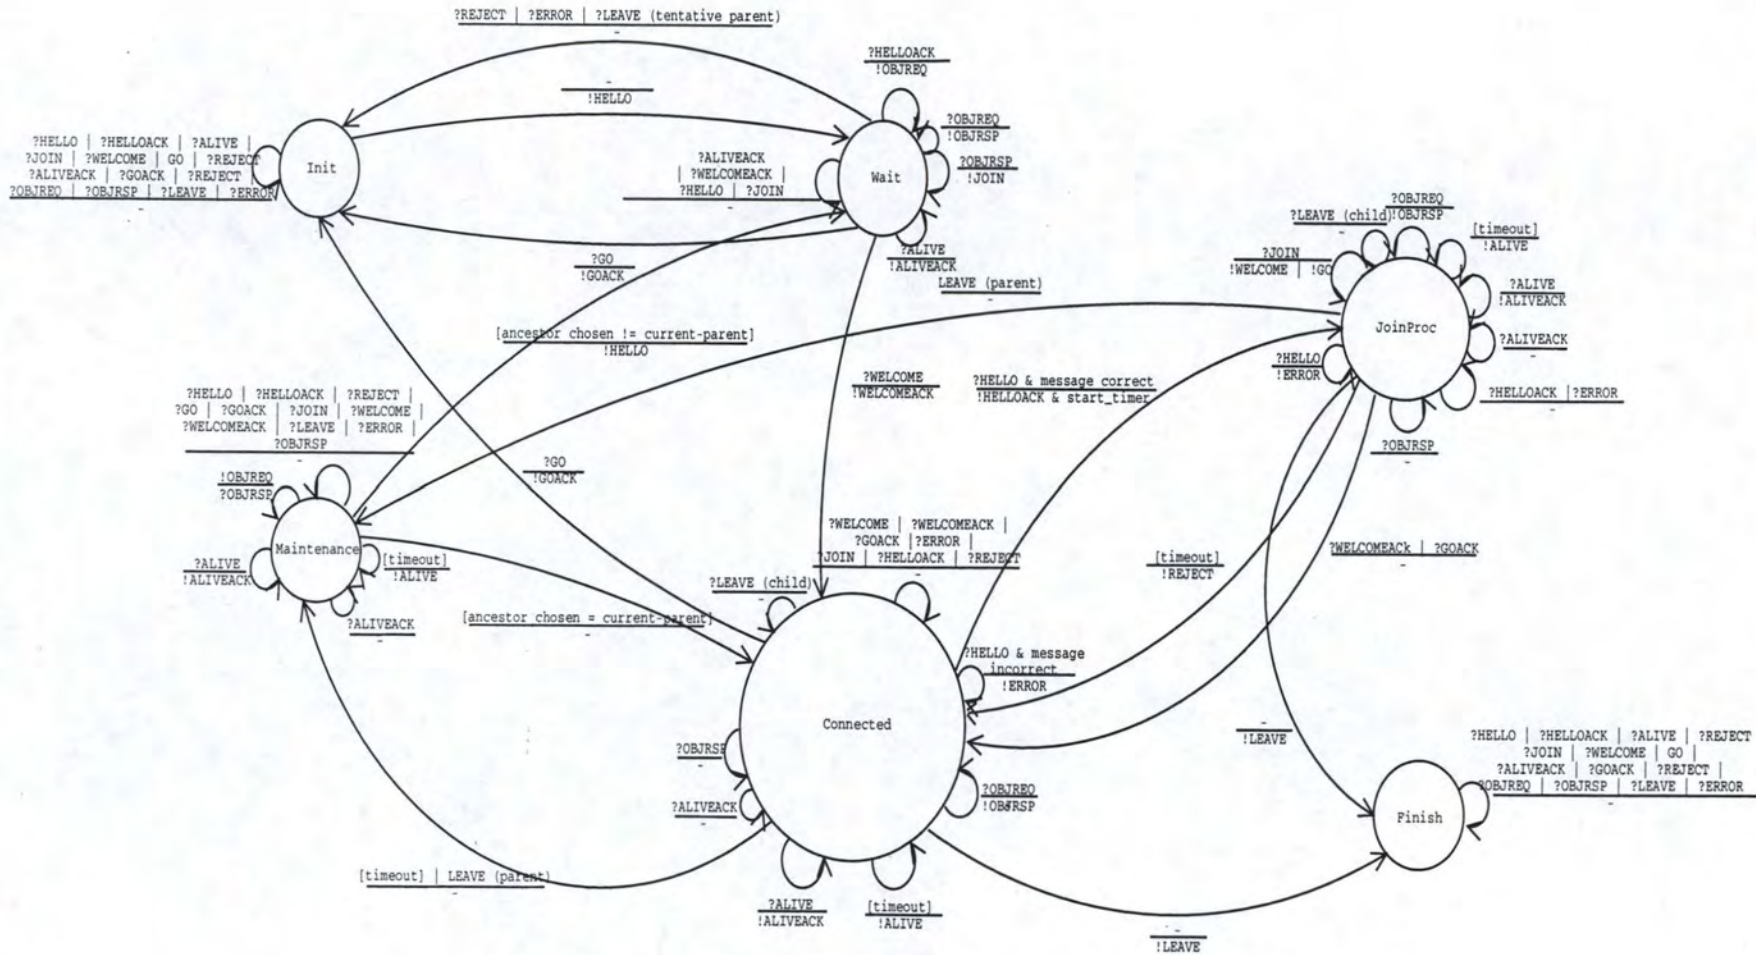 ?REJECT | ?ERROR | ?LEAVE (tentative parent)
-
?HELLOACK
!OBJREQ
-
!HELLO
?OBJREQ
!OBJRSP
?HELLO | ?HELLOACK | ?ALIVE |
?JOIN | ?WELCOME | GO | ?REJECT
?ALIVEACK | ?GOACK | ?REJECT |
?OBJREQ | ?OBJRSP | ?LEAVE | ?ERROR
-
Init
?ALIVEACK
| ?WELCOMEACK |
?HELLO | ?JOIN
-
Wait
?OBJRSP
!JOIN
?ALIVE
!ALIVEACK
?GO
!GOACK
LEAVE (parent)
-
?OBJREQ
!OBJRSP
?LEAVE (child)
-
[timeout]
!ALIVE
?JOIN
!WELCOME | !GO
?ALIVE
!ALIVEACK
JoinProc
?ALIVEACK
-
?HELLO
!ERROR
?HELLOACK |?ERROR
-
?OBJRSP
-
[ancestor chosen != current-parent]
!HELLO
?WELCOME
!WELCOMEACK
?HELLO & message correct
!HELLOACK & start_timer
?HELLO | ?HELLOACK | ?REJECT |
?GO | ?GOACK | ?JOIN | ?WELCOME |
?WELCOMEACK | ?LEAVE | ?ERROR |
?OBJRSP
-
?GO
!GOACK
!OBJREQ
?OBJRSP
Maintenance
?ALIVE
!ALIVEACK
[timeout]
!ALIVE
?ALIVEACK
-
?WELCOME | ?WELCOMEACK |
?GOACK |?ERROR |
?JOIN | ?HELLOACK | ?REJECT
-
[timeout]
!REJECT
?WELCOMEACk | ?GOACK
-
?LEAVE (child)
-
[ancestor chosen = current-parent]
-
?HELLO & message
incorrect
!ERROR
Connected
?OBJRSP
-
?ALIVEACK
-
?OBJREQ
!OBJRSP
-
!LEAVE
?HELLO | ?HELLOACK | ?ALIVE | ?REJECT
?JOIN | ?WELCOME | GO |
?ALIVEACK | ?GOACK | ?REJECT |
?OBJREQ | ?OBJRSP | ?LEAVE | ?ERROR
-
Finish
[timeout] | LEAVE (parent)
-
?ALIVE
!ALIVEACK
[timeout]
!ALIVE
-
!LEAVE